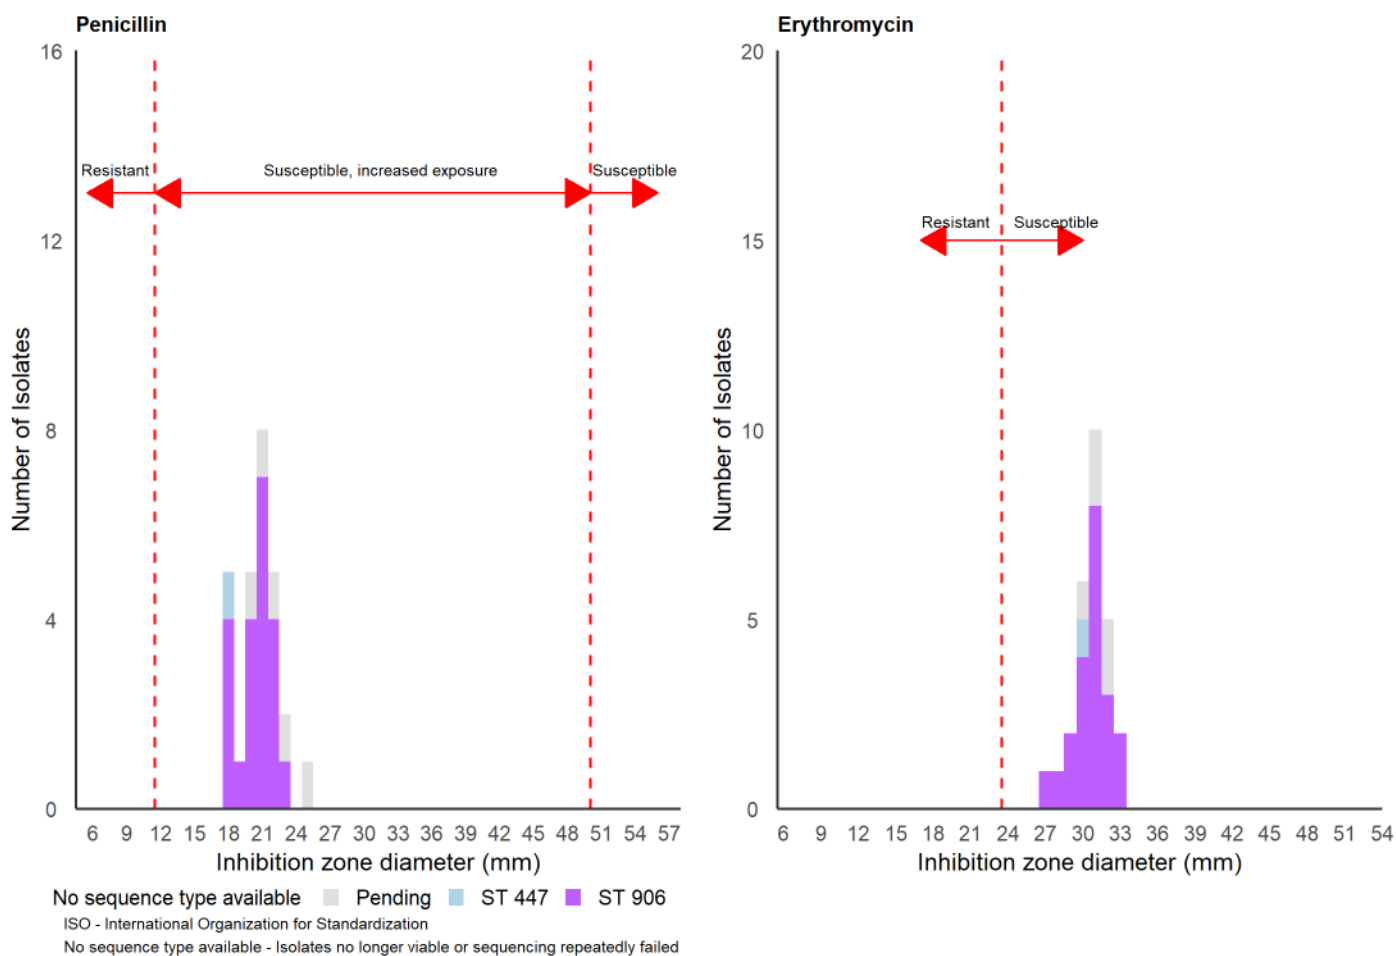 Penicillin
16
12
8
4
0
Number of Isolates
Resistant
Susceptible, increased exposure
Susceptible
6 9 12 15 18 21 24 27 30 33 36 39 42 45 48 51 54 57
Inhibition zone diameter (mm)
Erythromycin
20
15
10
5
0
Number of Isolates
Resistant
Susceptible
6 9 12 15 18 21 24 27 30 33 36 39 42 45 48 51 54
Inhibition zone diameter (mm)
No sequence type available Pending ST 447 ST 906
ISO - International Organization for Standardization
No sequence type available - Isolates no longer viable or sequencing repeatedly failed